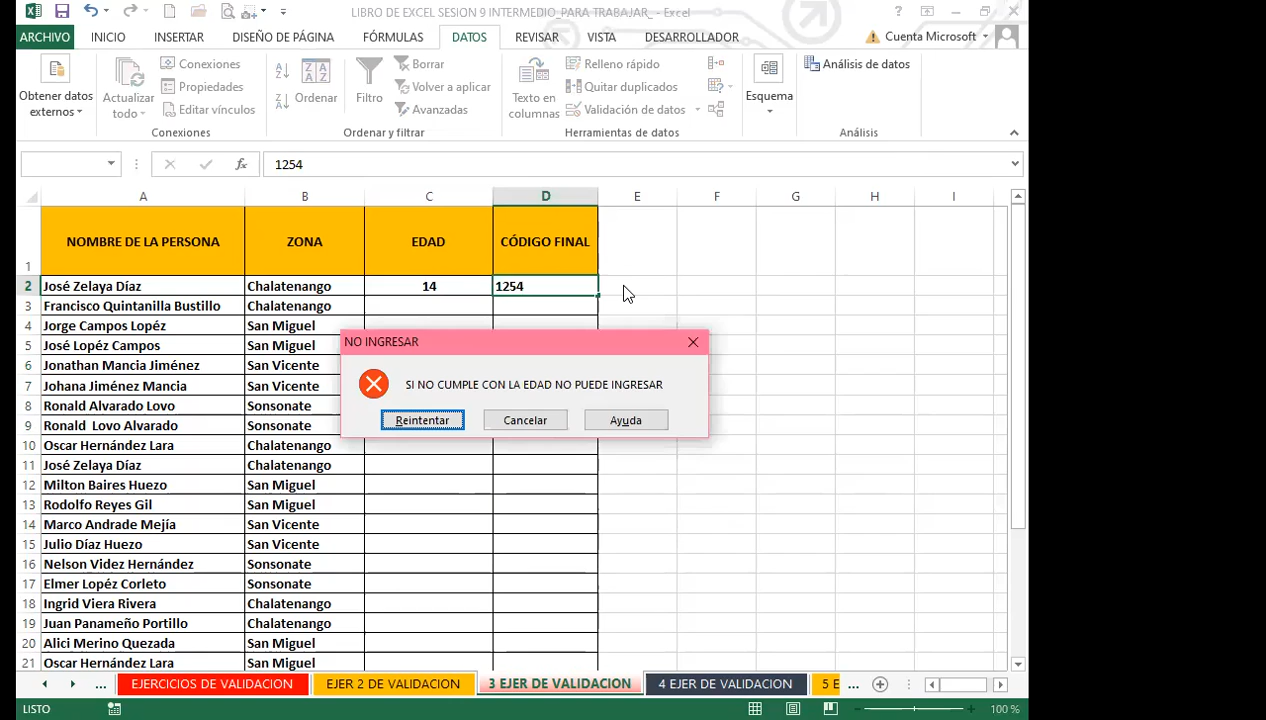 LIBRO DE EXCEL SESION 9 INTERMEDIO_PARA TRABAJAR_ - Excel
ARCHIVO INICIO INSERTAR DISEÑO DE PÁGINA FÓRMULAS DATOS REVISAR VISTA DESARROLLADOR Cuenta Microsoft
Obtener datos externos
Actualizar todo
Conexiones
Propiedades
Editar vínculos
Conexiones
Ordenar
Filtro
Borrar
Volver a aplicar
Avanzadas
Ordenar y filtrar
Texto en columnas
Relleno rápido
Quitar duplicados
Validación de datos
Herramientas de datos
Esquema
Análisis de datos
Análisis
fx 1254
A B C D E F G H I
1 NOMBRE DE LA PERSONA ZONA EDAD CÓDIGO FINAL
2 José Zelaya Díaz Chalatenango 14 1254
3 Francisco Quintanilla Bustillo Chalatenango
4 Jorge Campos Lopéz San Miguel
5 José Lopéz Campos San Miguel
6 Jonathan Mancia Jiménez San Vicente
7 Johana Jiménez Mancia San Vicente
8 Ronald Alvarado Lovo Sonsonate
9 Ronald  Lovo Alvarado Sonsonate
10 Oscar Hernández Lara Chalatenango
11 José Zelaya Díaz Chalatenango
12 Milton Baires Huezo San Miguel
13 Rodolfo Reyes Gil San Miguel
14 Marco Andrade Mejía San Vicente
15 Julio Díaz Huezo San Vicente
16 Nelson Videz Hernández Sonsonate
17 Elmer Lopéz Corleto Sonsonate
18 Ingrid Viera Rivera Chalatenango
19 Juan Panameño Portillo Chalatenango
20 Alici Merino Quezada San Miguel
21 Oscar Hernández Lara San Miguel
NO INGRESAR
SI NO CUMPLE CON LA EDAD NO PUEDE INGRESAR
Reintentar Cancelar Ayuda
... EJERCICIOS DE VALIDACION EJER 2 DE VALIDACION 3 EJER DE VALIDACION 4 EJER DE VALIDACION 5 E ...
LISTO 100 %